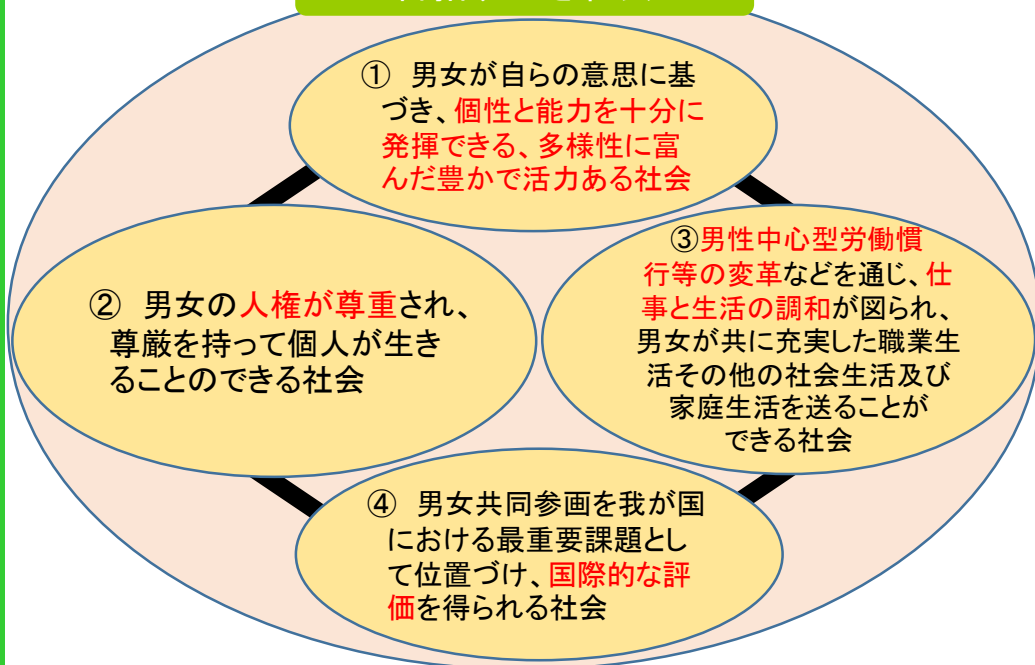 ① 男女が自らの意思に基
づき、個性と能力を十分に
発揮できる、多様性に富
んだ豊かで活力ある社会
② 男女の人権が尊重され、
尊厳を持って個人が生き
ることのできる社会
③男性中心型労働慣
行等の変革などを通じ、仕
事と生活の調和が図られ、
男女が共に充実した職業生
活その他の社会生活及び
家庭生活を送ることが
できる社会
④ 男女共同参画を我が国
における最重要課題とし
て位置づけ、国際的な評
価を得られる社会